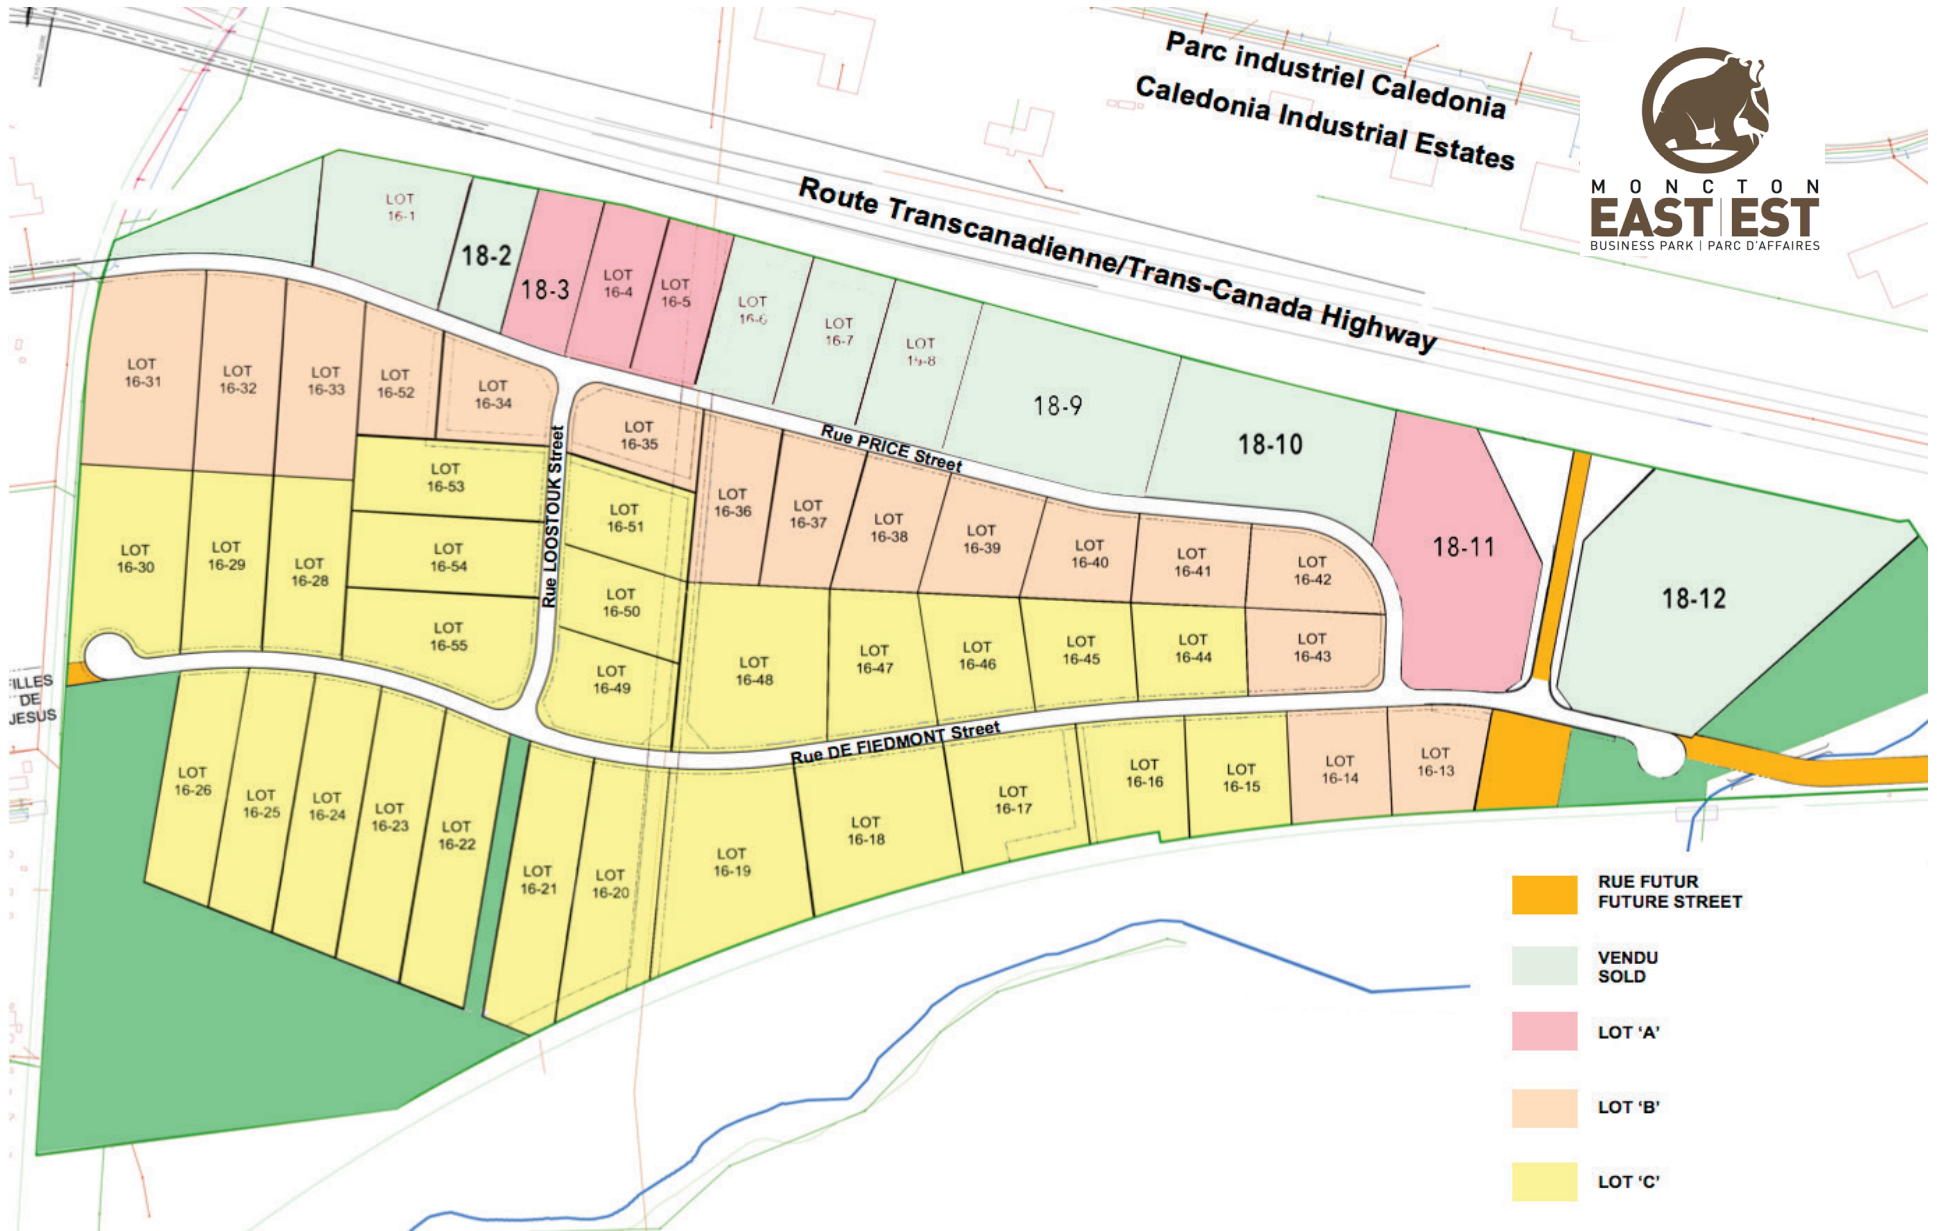 Parc industriel Caledonia
Caledonia Industrial Estates
MONCTON
EAST|EST
BUSINESS PARK | PARC D'AFFAIRES
Route Transcanadienne/Trans-Canada Highway
LOT
16-1
18-2
18-3
LOT
16-4
LOT
16-5
LOT
16-6
LOT
16-7
LOT
18-9
18-10
18-11
18-12
LOT
16-31
LOT
16-32
LOT
16-33
LOT
16-52
LOT
16-34
LOT
16-35
Rue PRICE Street
Rue LOOSTOUK Street
LOT
16-53
LOT
16-54
LOT
16-55
LOT
16-51
LOT
16-50
LOT
16-49
LOT
16-36
LOT
16-37
LOT
16-38
LOT
16-39
LOT
16-40
LOT
16-41
LOT
16-42
LOT
16-30
LOT
16-29
LOT
16-28
LOT
16-48
LOT
16-47
LOT
16-46
LOT
16-45
LOT
16-44
LOT
16-43
FILLES
DE
JESUS
Rue DE FIEDMONT Street
LOT
16-26
LOT
16-25
LOT
16-24
LOT
16-23
LOT
16-22
LOT
16-21
LOT
16-20
LOT
16-19
LOT
16-18
LOT
16-17
LOT
16-16
LOT
16-15
LOT
16-14
LOT
16-13
RUE FUTUR
FUTURE STREET
VENDU
SOLD
LOT ‘A’
LOT ‘B’
LOT ‘C’